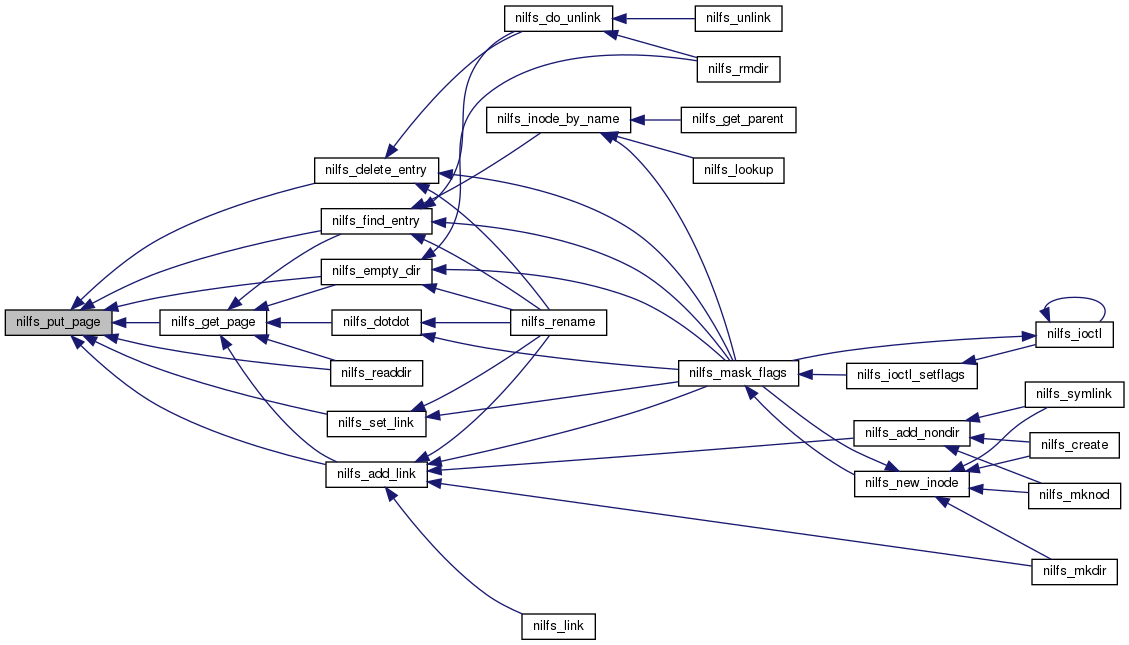 nilfs_do_unlink
nilfs_unlink
nilfs_rmdir
nilfs_inode_by_name
nilfs_get_parent
nilfs_lookup
nilfs_delete_entry
nilfs_find_entry
nilfs_empty_dir
nilfs_put_page
nilfs_get_page
nilfs_dotdot
nilfs_rename
nilfs_ioctl
nilfs_readdir
nilfs_mask_flags
nilfs_ioctl_setflags
nilfs_symlink
nilfs_set_link
nilfs_add_nondir
nilfs_create
nilfs_add_link
nilfs_new_inode
nilfs_mknod
nilfs_mkdir
nilfs_link